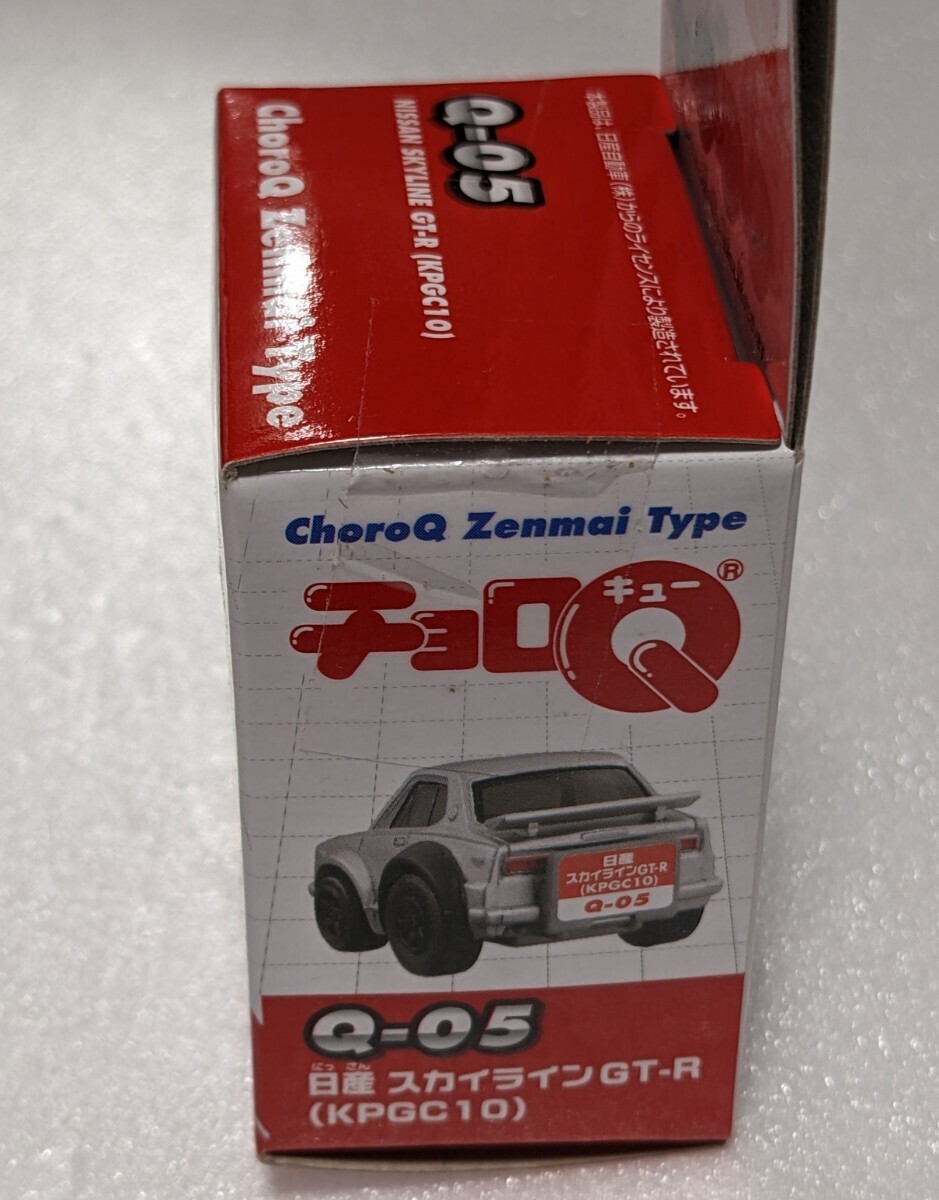 ChoroQ Zenmai Type
Q-05
NISSAN SKYLINE GT-R (KPGC10)
本商品は、日産自動車(株)からのライセンスにより製造されています。
ChoroQ Zenmai Type
チョロQ®
キュー
日産
スカイラインGT-R
(KPGC10)
Q-05
Q-05
にっ さん
日産 スカイラインGT-R
(KPGC10)